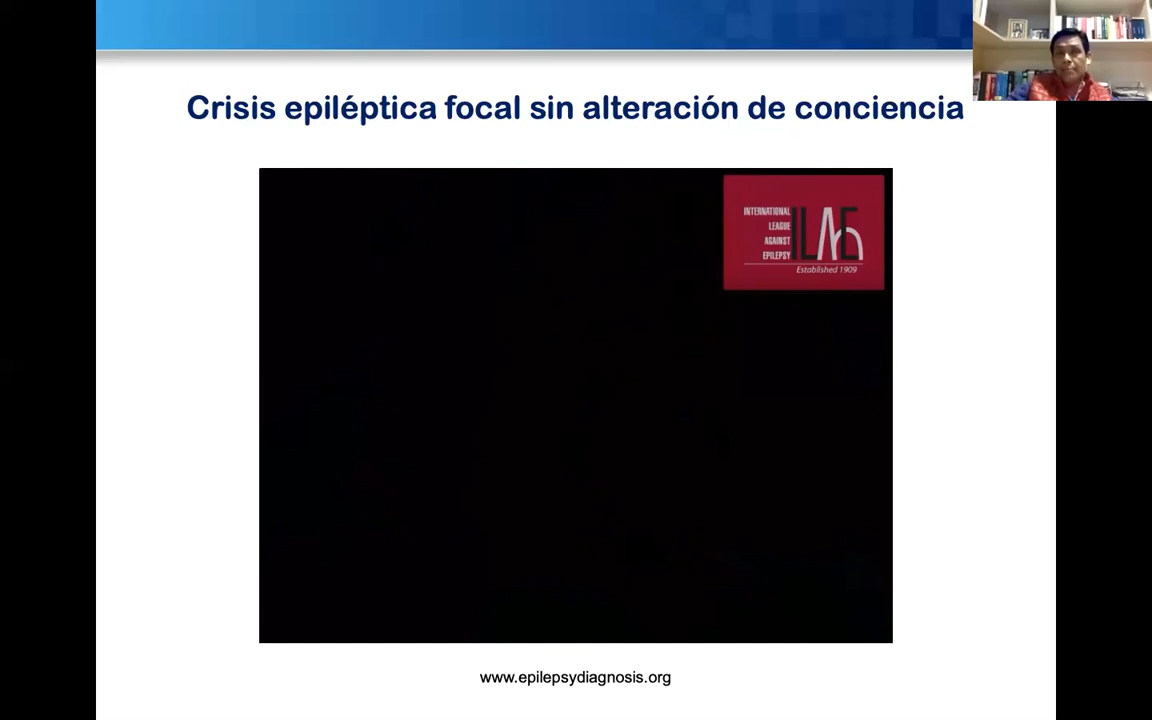 Crisis epiléptica focal sin alteración de conciencia
INTERNATIONAL
LEAGUE
AGAINST
EPILEPSY
ILAE
Established 1909
www.epilepsydiagnosis.org